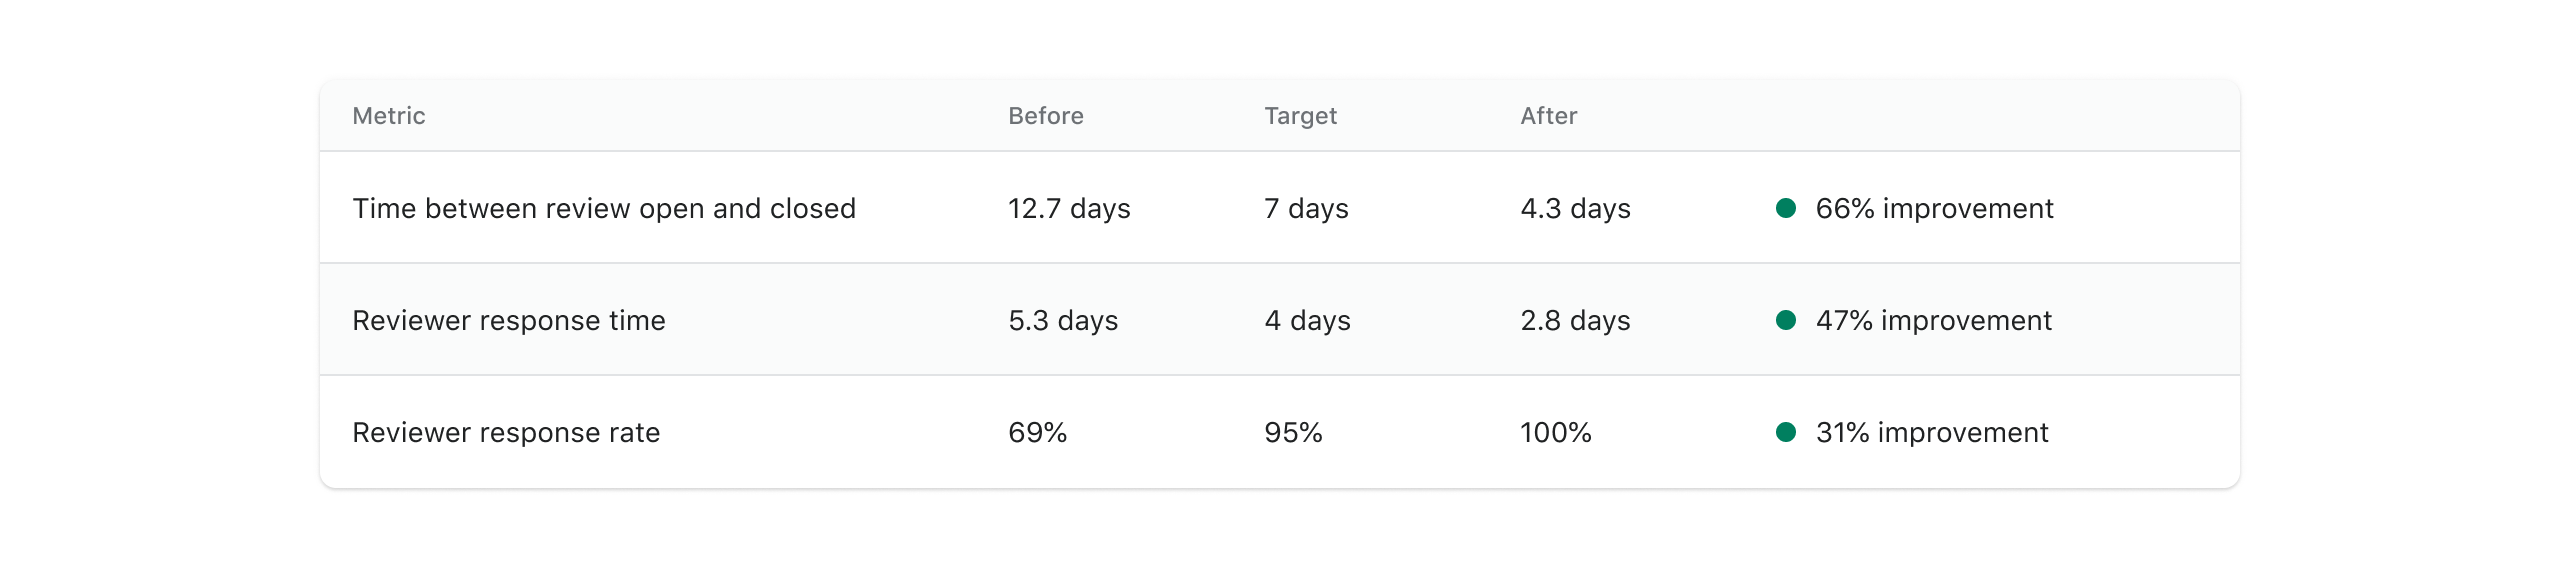 Metric Before Target After
Time between review open and closed 12.7 days 7 days 4.3 days 66% improvement
Reviewer response time 5.3 days 4 days 2.8 days 47% improvement
Reviewer response rate 69% 95% 100% 31% improvement